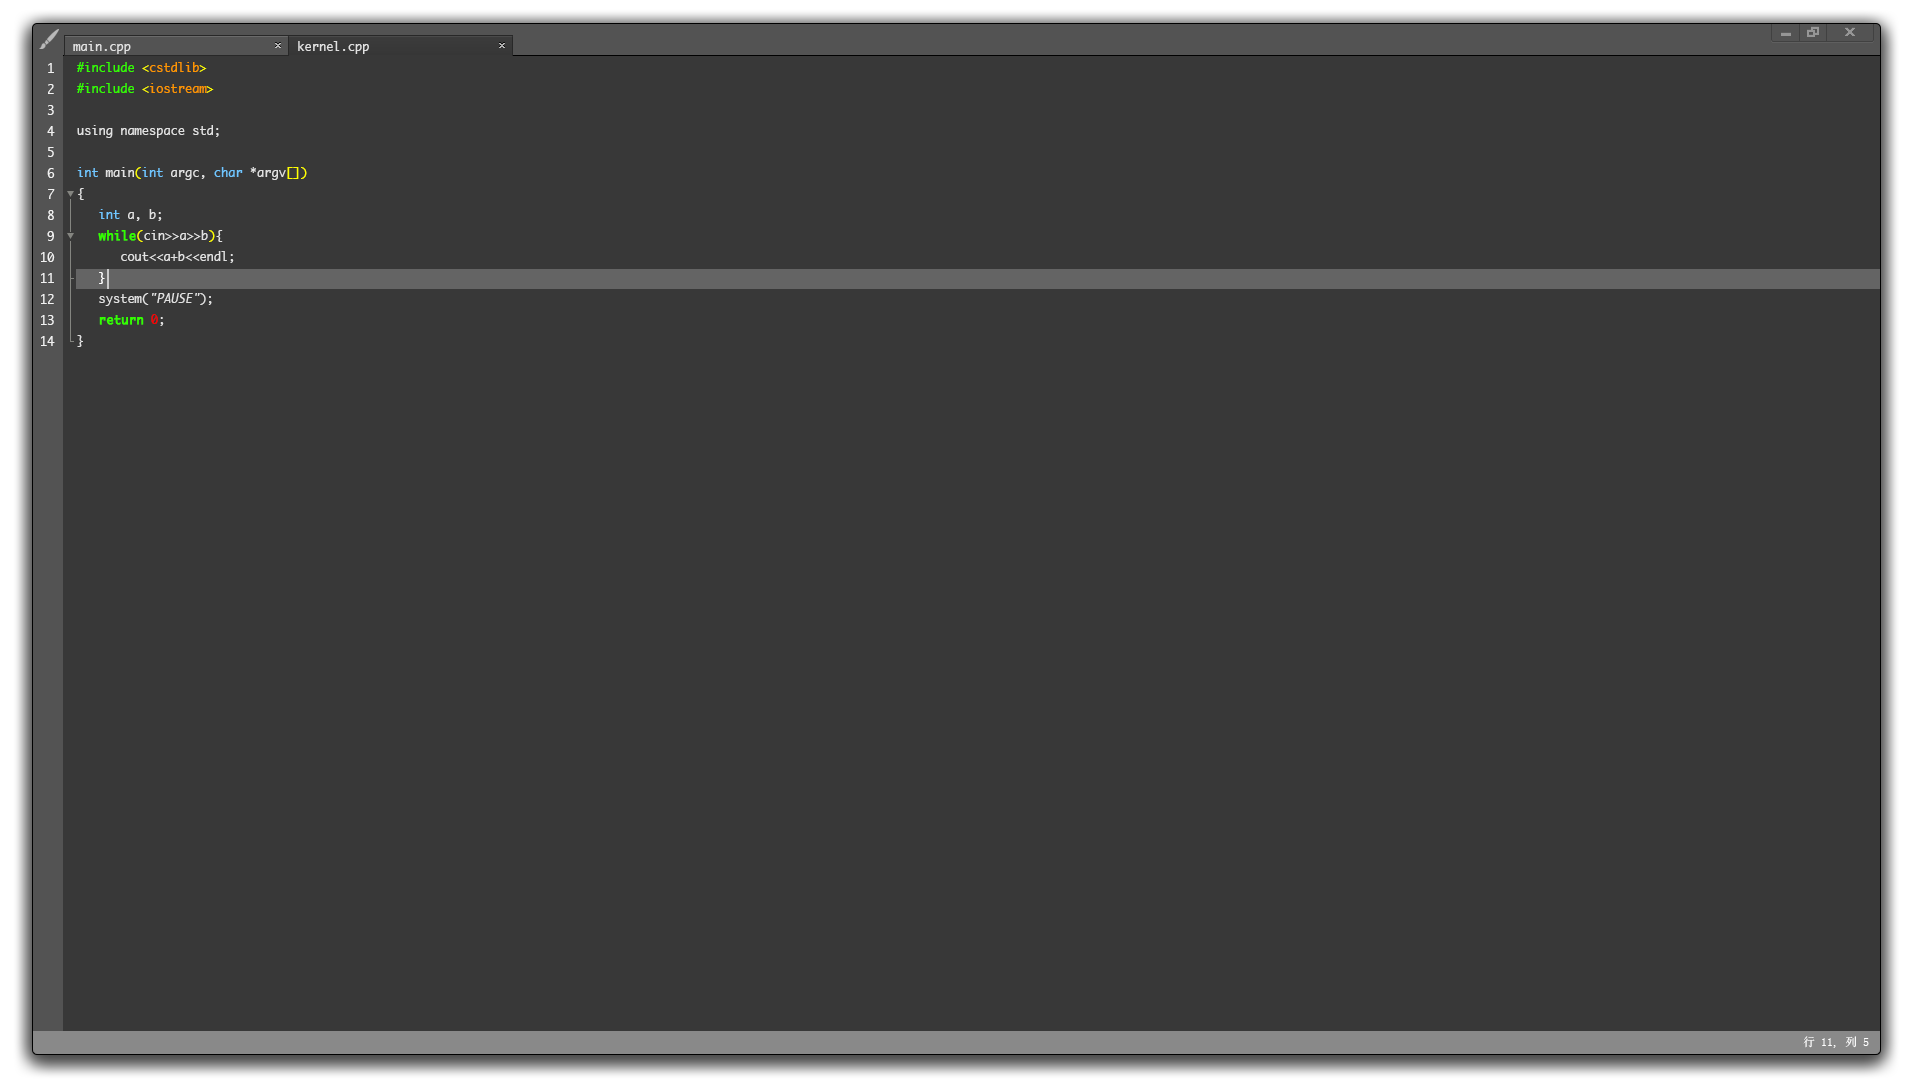 main.cpp × kernel.cpp ×
1 #include <cstdlib>
2 #include <iostream>
3
4 using namespace std;
5
6 int main(int argc, char *argv[])
7 {
8    int a, b;
9    while(cin>>a>>b){
10       cout<<a+b<<endl;
11    }
12    system("PAUSE");
13    return 0;
14 }
行 11, 列 5